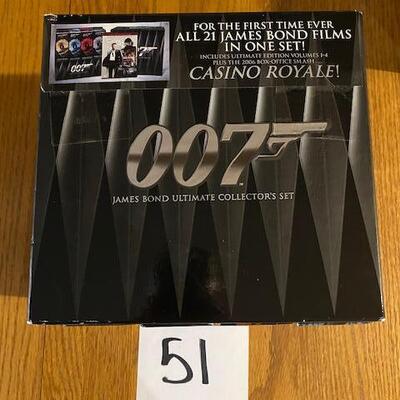 FOR THE FIRST TIME EVER
ALL 21 JAMES BOND FILMS
IN ONE SET!
INCLUDES ULTIMATE EDITION VOLUMES 1-4
PLUS THE 2006 BOX-OFFICE SMASH
CASINO ROYALE!
007
JAMES BOND ULTIMATE COLLECTOR'S SET
51